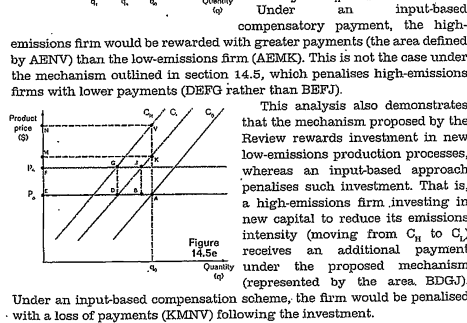 q, q, q₀ Quantity (q)
Under an input-based
compensatory payment, the high-
emissions firm would be rewarded with greater payments (the area defined
by AENV) than the low-emissions firm (AEMK). This is not the case under
the mechanism outlined in section 14.5, which penalises high-emissions
firms with lower payments (DEFG rather than BEFJ).
Product
price
($)
C_H C_L C_0
N V
M K
G J
P₁ F
P₀ E D B A
Figure
14.5e
q₀ Quantity
(q)
This analysis also demonstrates
that the mechanism proposed by the
Review rewards investment in new
low-emissions production processes,
whereas an input-based approach
penalises such investment. That is,
a high-emissions firm investing in
new capital to reduce its emissions
intensity (moving from C_H to C_L)
receives an additional payment
under the proposed mechanism
(represented by the area BDGJ).
Under an input-based compensation scheme, the firm would be penalised
with a loss of payments (KMNV) following the investment.